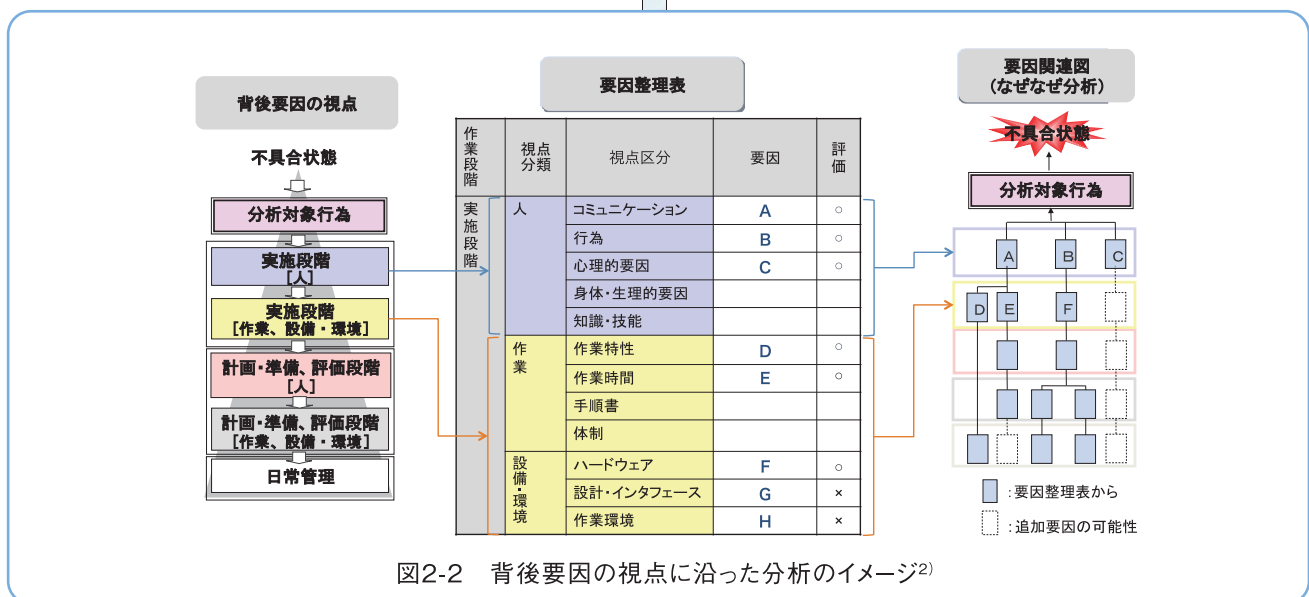 背後要因の視点
不具合状態
分析対象行為
実施段階
[人]
実施段階
[作業、設備・環境]
計画・準備、評価段階
[人]
計画・準備、評価段階
[作業、設備・環境]
日常管理
要因整理表
作業段階 視点分類 視点区分 要因 評価
実施段階 人 コミュニケーション A ○
行為 B ○
心理的要因 C ○
身体・生理的要因
知識・技能
作業 作業特性 D ○
作業時間 E ○
手順書
体制
設備・環境 ハードウェア F ○
設計・インタフェース G ×
作業環境 H ×
要因関連図
(なぜなぜ分析)
不具合状態
分析対象行為
A B C
D E F
:要因整理表から
:追加要因の可能性
図2-2 背後要因の視点に沿った分析のイメージ2)